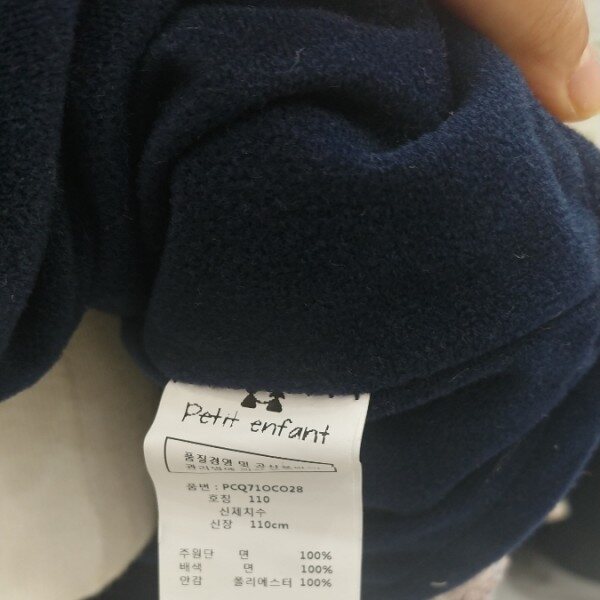 Petit enfant
품질경영 및 공산품
품번 : PCQ71OCO28
호칭 110
신체치수
신장 110cm
주원단 면 100%
배색 면 100%
안감 폴리에스터 100%